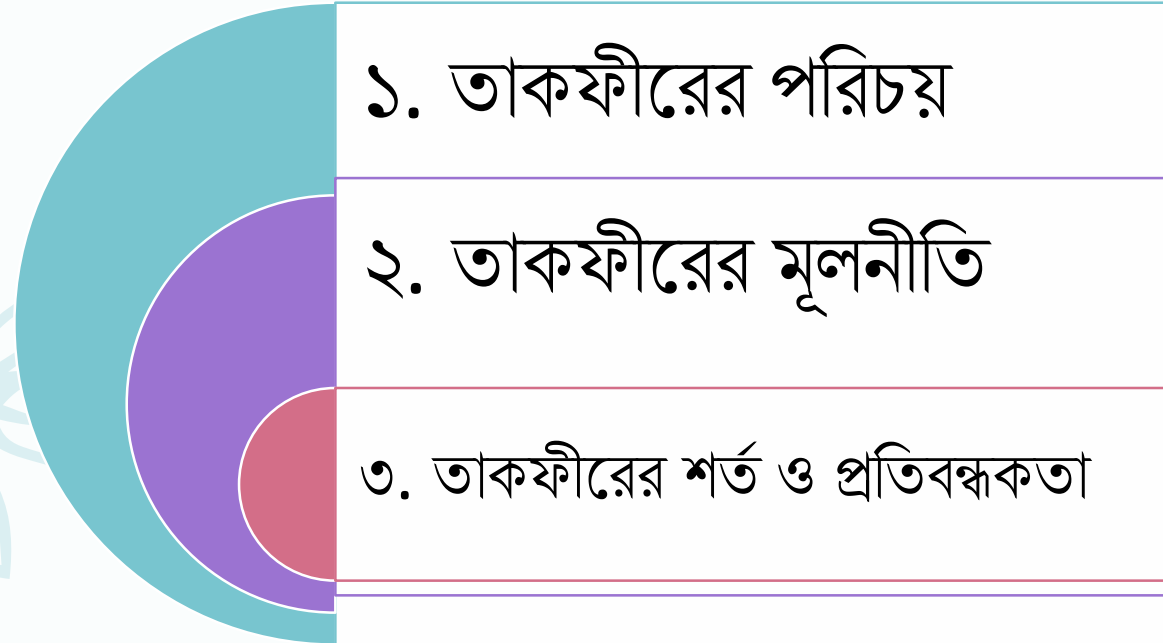 ১. তাকফীরের পরিচয়
২. তাকফীরের মূলনীতি
৩. তাকফীরের শর্ত ও প্রতিবন্ধকতা